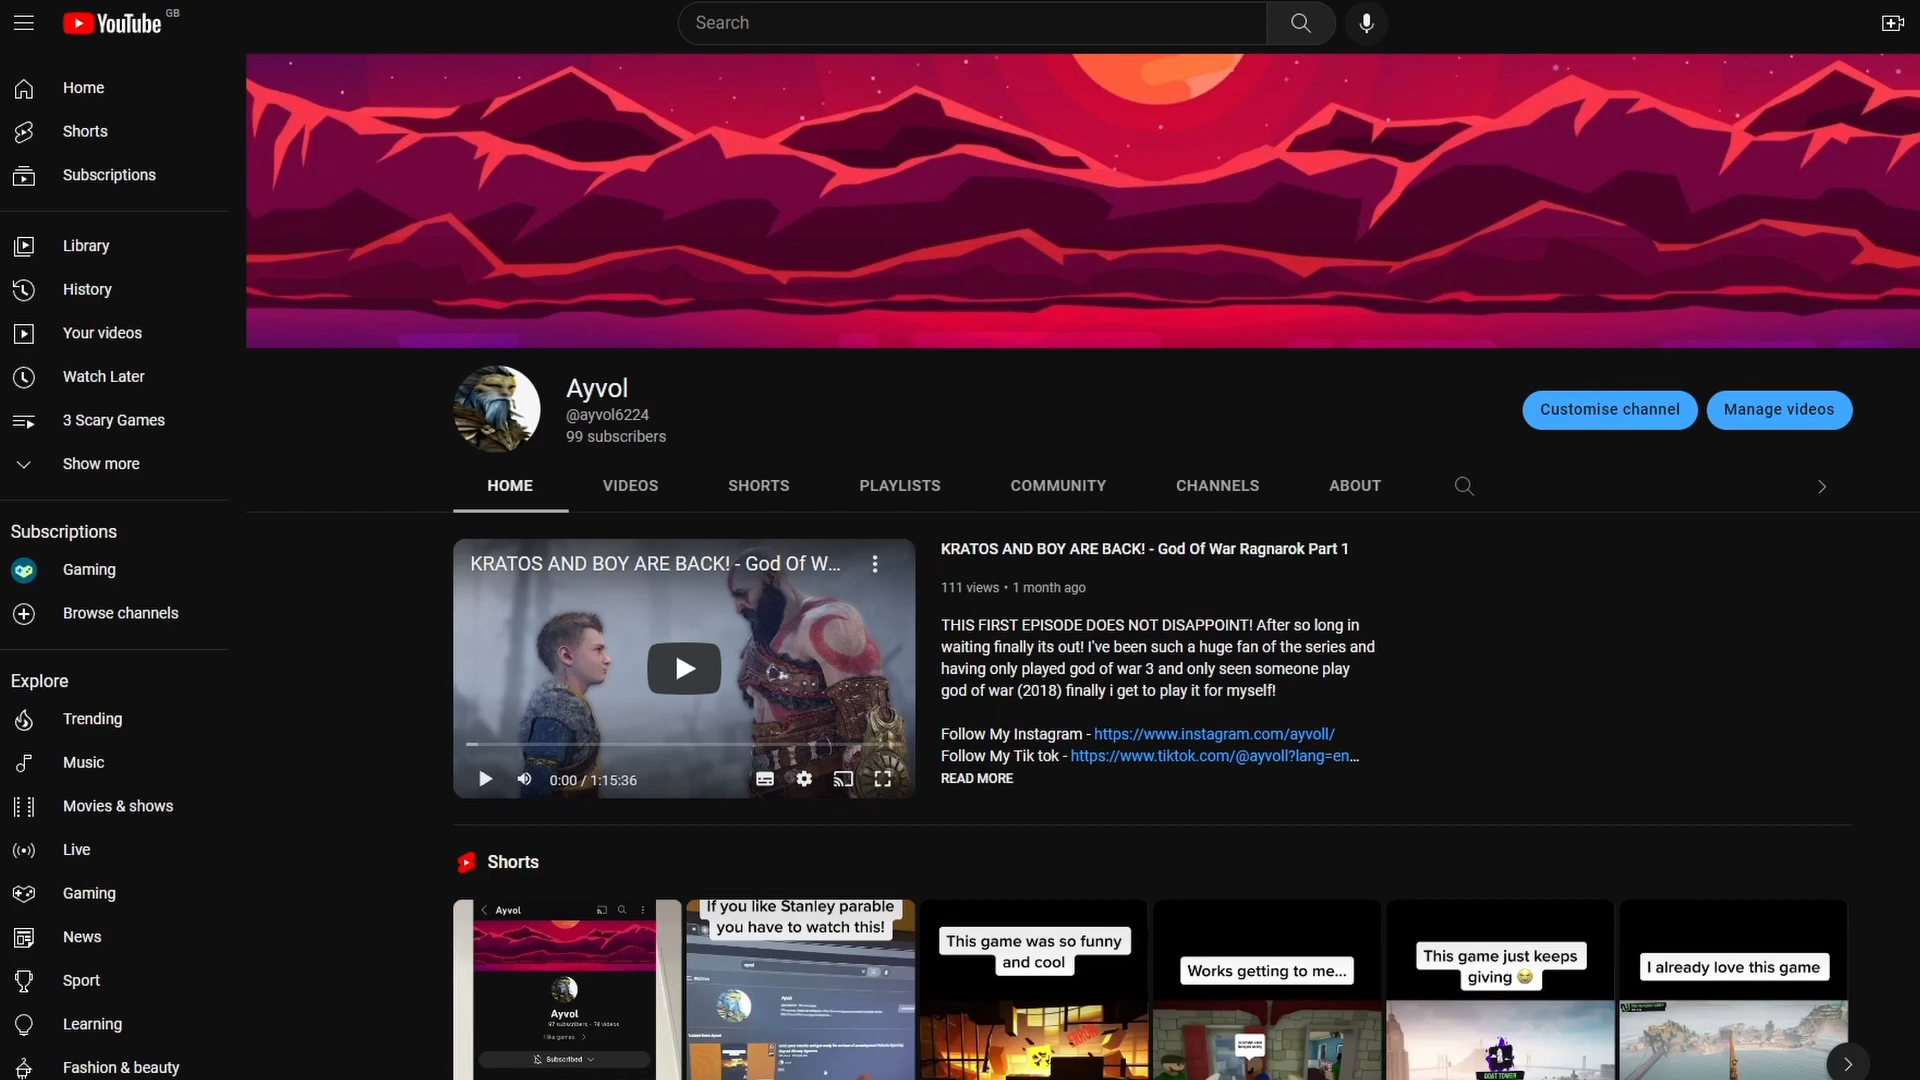 YouTube GB
Search
Home
Shorts
Subscriptions
Library
History
Your videos
Watch Later
3 Scary Games
Show more
Subscriptions
Gaming
Browse channels
Explore
Trending
Music
Movies & shows
Live
Gaming
News
Sport
Learning
Fashion & beauty
Ayvol
@ayvol6224
99 subscribers
Customise channel
Manage videos
HOME VIDEOS SHORTS PLAYLISTS COMMUNITY CHANNELS ABOUT
KRATOS AND BOY ARE BACK! - God Of W...
0:00 / 1:15:36
KRATOS AND BOY ARE BACK! - God Of War Ragnarok Part 1
111 views • 1 month ago
THIS FIRST EPISODE DOES NOT DISAPPOINT! After so long in
waiting finally its out! I've been such a huge fan of the series and
having only played god of war 3 and only seen someone play
god of war (2018) finally i get to play it for myself!
Follow My Instagram - https://www.instagram.com/ayvoll/
Follow My Tik tok - https://www.tiktok.com/@ayvoll?lang=en...
READ MORE
Shorts
Ayvol
Ayvol
97 subscribers · 74 videos
I like games.
Subscribed
If you like Stanley parable
you have to watch this!
This game was so funny
and cool
Works getting to me...
This game just keeps
giving 😂
GOAT TOWER
I already love this game